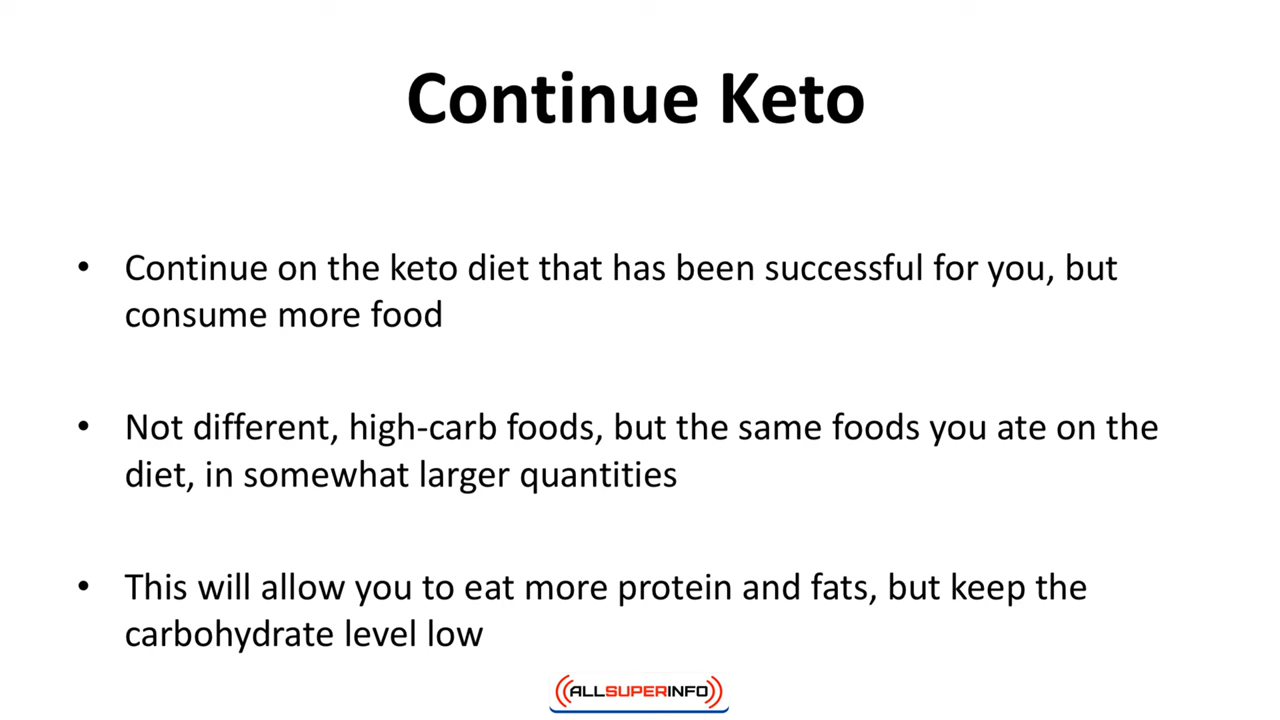 Continue Keto
• Continue on the keto diet that has been successful for you, but
consume more food
• Not different, high-carb foods, but the same foods you ate on the
diet, in somewhat larger quantities
• This will allow you to eat more protein and fats, but keep the
carbohydrate level low
ALLSUPERINFO